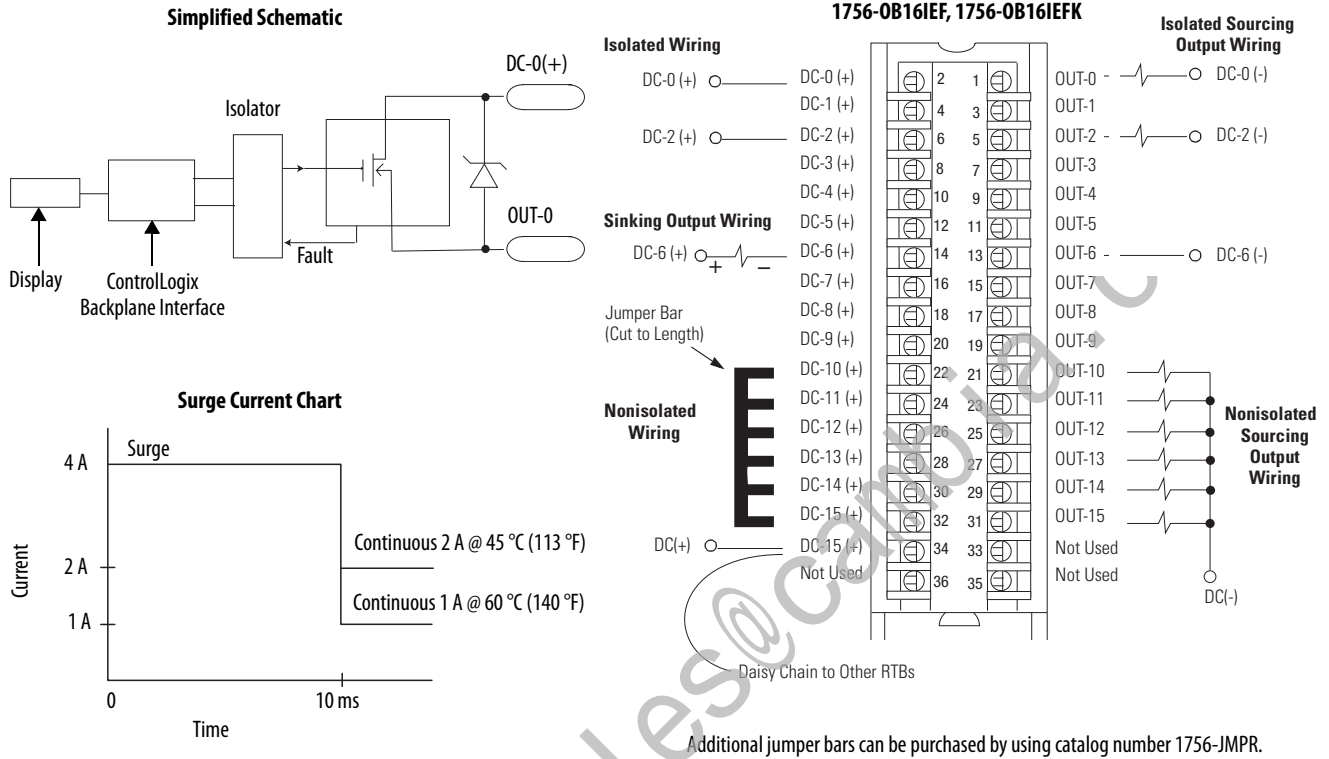 Simplified Schematic
DC-0(+)
Isolator
OUT-0
Fault
Display
ControlLogix
Backplane Interface
Surge Current Chart
Surge
4 A
2 A
1 A
Current
Continuous 2 A @ 45 °C (113 °F)
Continuous 1 A @ 60 °C (140 °F)
0
10 ms
Time
1756-OB16IEF, 1756-OB16IEFK
Isolated Wiring
Isolated Sourcing
Output Wiring
DC-0 (+) DC-0 (+) 2 1 OUT-0 DC-0 (-)
DC-1 (+) 4 3 OUT-1
DC-2 (+) DC-2 (+) 6 5 OUT-2 DC-2 (-)
DC-3 (+) 8 7 OUT-3
DC-4 (+) 10 9 OUT-4
Sinking Output Wiring
DC-5 (+) 12 11 OUT-5
DC-6 (+) + – DC-6 (+) 14 13 OUT-6 DC-6 (-)
DC-7 (+) 16 15 OUT-7
DC-8 (+) 18 17 OUT-8
DC-9 (+) 20 19 OUT-9
Jumper Bar
(Cut to Length)
DC-10 (+) 22 21 OUT-10
DC-11 (+) 24 23 OUT-11
DC-12 (+) 26 25 OUT-12
DC-13 (+) 28 27 OUT-13
DC-14 (+) 30 29 OUT-14
DC-15 (+) 32 31 OUT-15
Nonisolated
Wiring
Nonisolated
Sourcing
Output
Wiring
DC(+) DC-15 (+) 34 33 Not Used
Not Used 36 35 Not Used
DC(-)
Daisy Chain to Other RTBs
Additional jumper bars can be purchased by using catalog number 1756-JMPR.
les@cambia.c